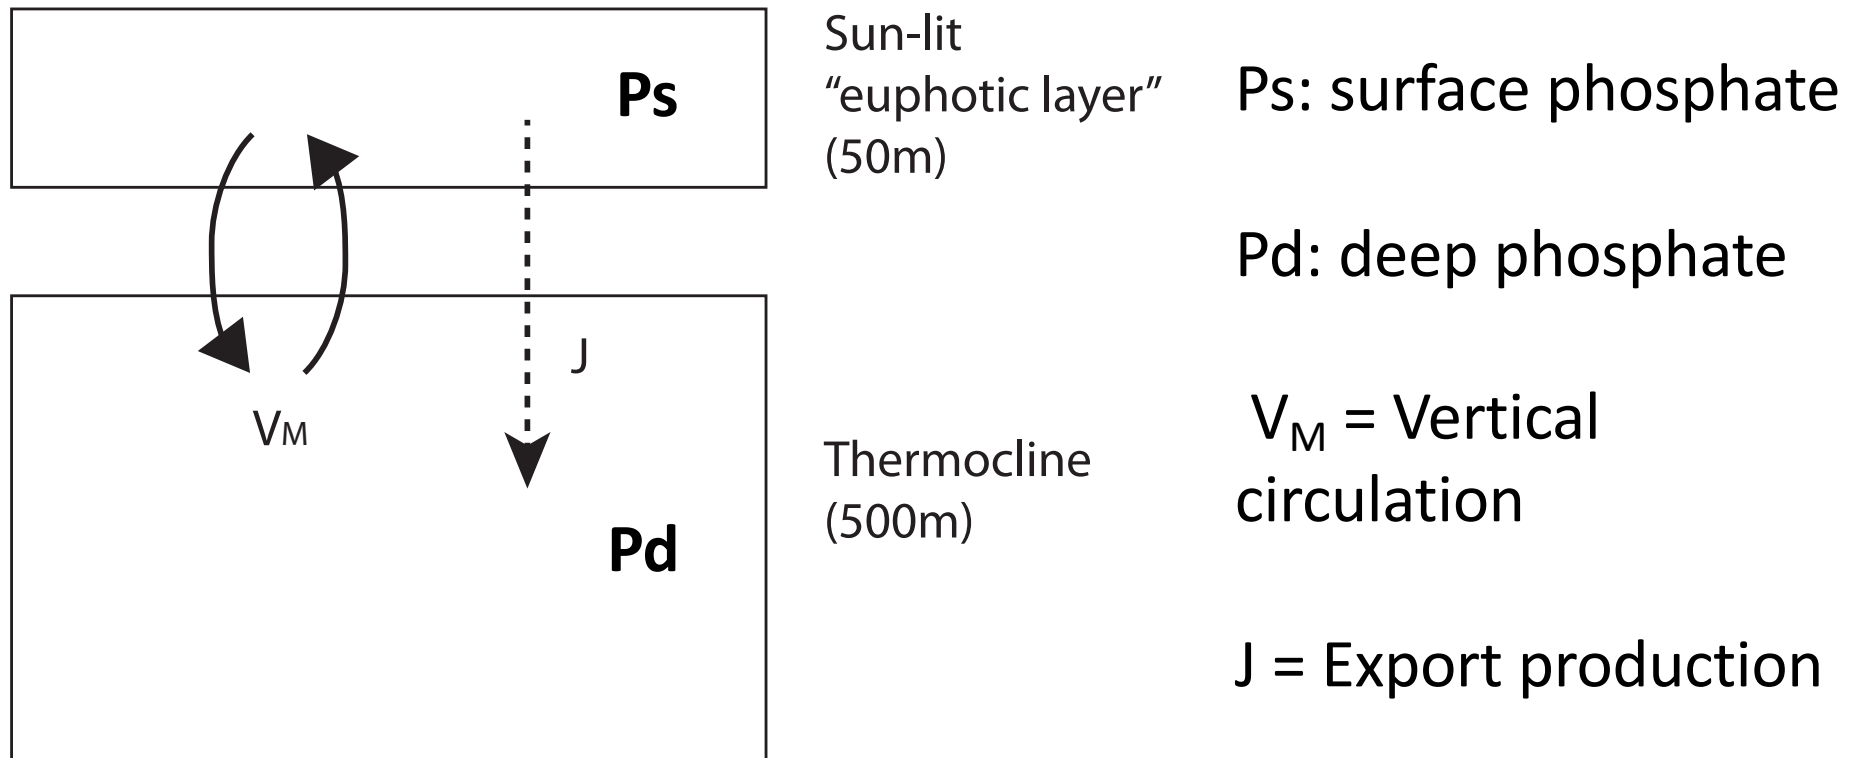 Ps
Sun-lit
“euphotic layer”
(50m)
Ps: surface phosphate
Pd: deep phosphate
J
VM
VM = Vertical
circulation
Thermocline
(500m)
Pd
J = Export production